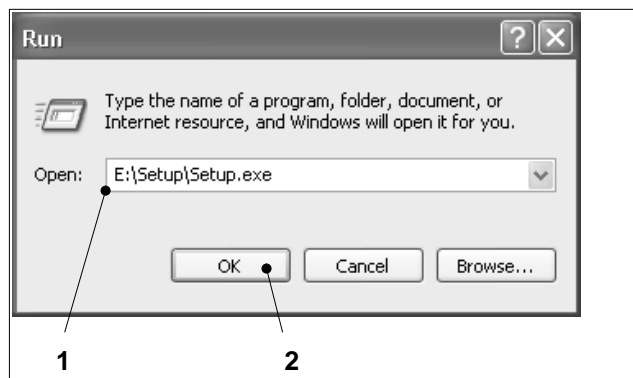 Run
Type the name of a program, folder, document, or
Internet resource, and Windows will open it for you.
Open: E:\Setup\Setup.exe
OK Cancel Browse...
1 2